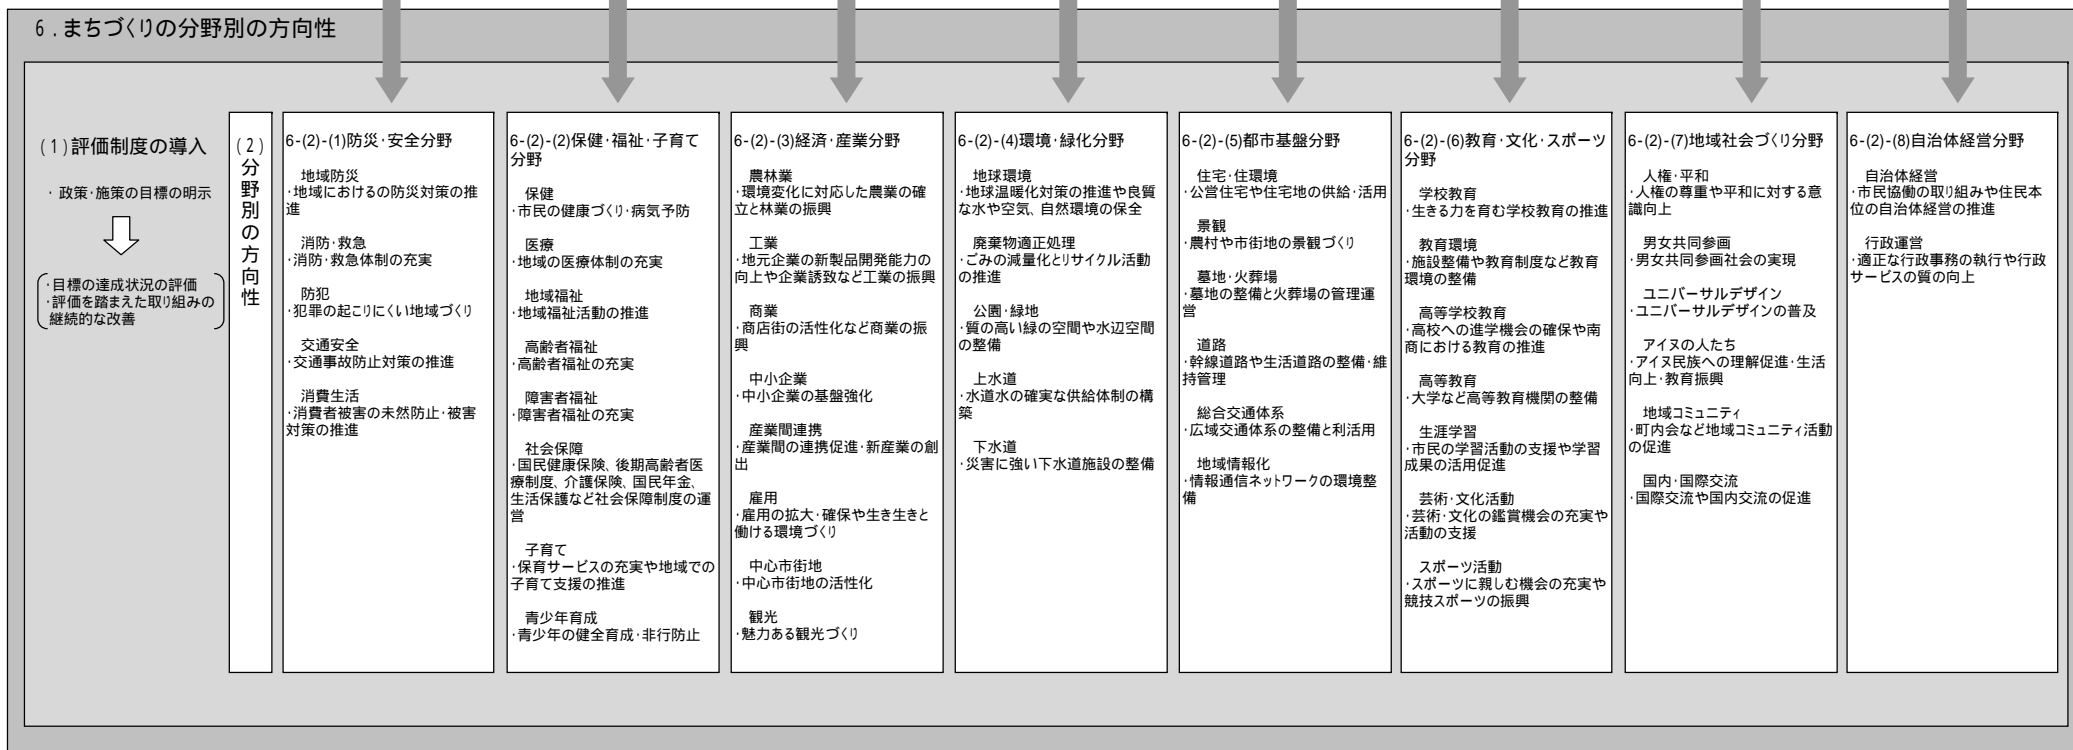 6.まちづくりの分野別の方向性
(1)評価制度の導入
・政策・施策の目標の明示
・目標の達成状況の評価
・評価を踏まえた取り組みの
継続的な改善
(2)分野別の方向性
6-(2)-(1)防災・安全分野
地域防災
・地域におけるの防災対策の推
進
消防・救急
・消防・救急体制の充実
防犯
・犯罪の起こりにくい地域づくり
交通安全
・交通事故防止対策の推進
消費生活
・消費者被害の未然防止・被害
対策の推進
6-(2)-(2)保健・福祉・子育て
分野
保健
・市民の健康づくり・病気予防
医療
・地域の医療体制の充実
地域福祉
・地域福祉活動の推進
高齢者福祉
・高齢者福祉の充実
障害者福祉
・障害者福祉の充実
社会保障
・国民健康保険、後期高齢者医
療制度、介護保険、国民年金、
生活保護など社会保障制度の運
営
子育て
・保育サービスの充実や地域での
子育て支援の推進
青少年育成
・青少年の健全育成・非行防止
6-(2)-(3)経済・産業分野
農林業
・環境変化に対応した農業の確
立と林業の振興
工業
・地元企業の新製品開発能力の
向上や企業誘致など工業の振興
商業
・商店街の活性化など商業の振
興
中小企業
・中小企業の基盤強化
産業間連携
・産業間の連携促進・新産業の創
出
雇用
・雇用の拡大・確保や生き生きと
働ける環境づくり
中心市街地
・中心市街地の活性化
観光
・魅力ある観光づくり
6-(2)-(4)環境・緑化分野
地球環境
・地球温暖化対策の推進や良質
な水や空気、自然環境の保全
廃棄物適正処理
・ごみの減量化とリサイクル活動
の推進
公園・緑地
・質の高い緑の空間や水辺空間
の整備
上水道
・水道水の確実な供給体制の構
築
下水道
・災害に強い下水道施設の整備
6-(2)-(5)都市基盤分野
住宅・住環境
・公営住宅や住宅地の供給・活用
景観
・農村や市街地の景観づくり
墓地・火葬場
・墓地の整備と火葬場の管理運
営
道路
・幹線道路や生活道路の整備・維
持管理
総合交通体系
・広域交通体系の整備と利活用
地域情報化
・情報通信ネットワークの環境整
備
6-(2)-(6)教育・文化・スポーツ
分野
学校教育
・生きる力を育む学校教育の推進
教育環境
・施設整備や教育制度など教育
環境の整備
高等学校教育
・高校への進学機会の確保や南
商における教育の推進
高等教育
・大学など高等教育機関の整備
生涯学習
・市民の学習活動の支援や学習
成果の活用促進
芸術・文化活動
・芸術・文化の鑑賞機会の充実や
活動の支援
スポーツ活動
・スポーツに親しむ機会の充実や
競技スポーツの振興
6-(2)-(7)地域社会づくり分野
人権・平和
・人権の尊重や平和に対する意
識向上
男女共同参画
・男女共同参画社会の実現
ユニバーサルデザイン
・ユニバーサルデザインの普及
アイヌの人たち
・アイヌ民族への理解促進・生活
向上・教育振興
地域コミュニティ
・町内会など地域コミュニティ活動
の促進
国内・国際交流
・国際交流や国内交流の促進
6-(2)-(8)自治体経営分野
自治体経営
・市民協働の取り組みや住民本
位の自治体経営の推進
行政運営
・適正な行政事務の執行や行政
サービスの質の向上